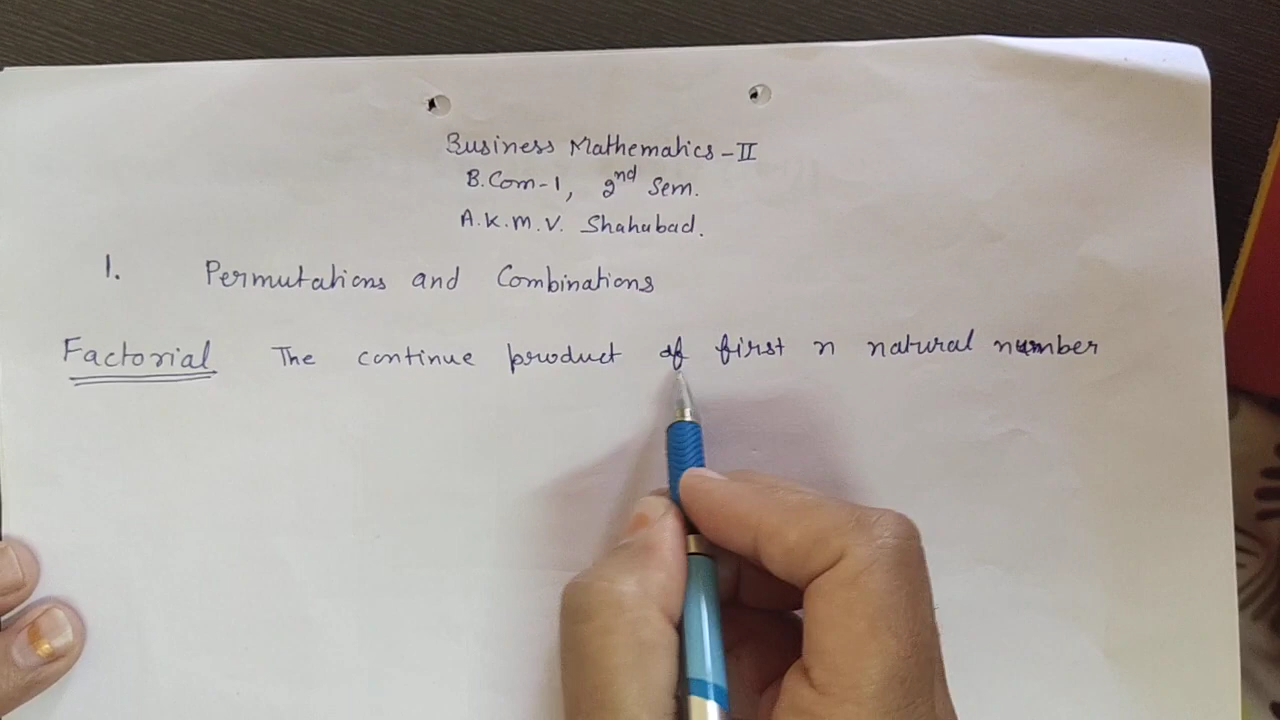 Business Mathematics - II
B.Com-1, 2nd Sem.
A.K.M.V. Shahabad.
1. Permutations and Combinations
Factorial The continue product of first n natural number